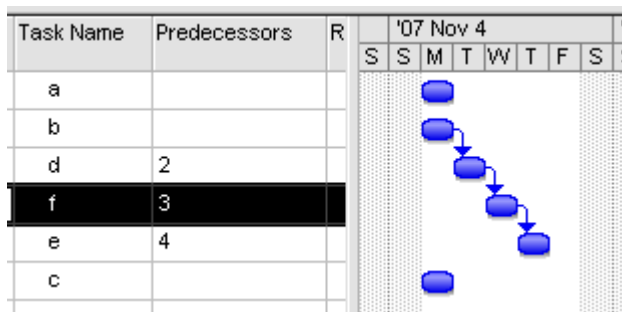 Task Name Predecessors R '07 Nov 4
S S M T W T F S
a
b
d 2
f 3
e 4
c